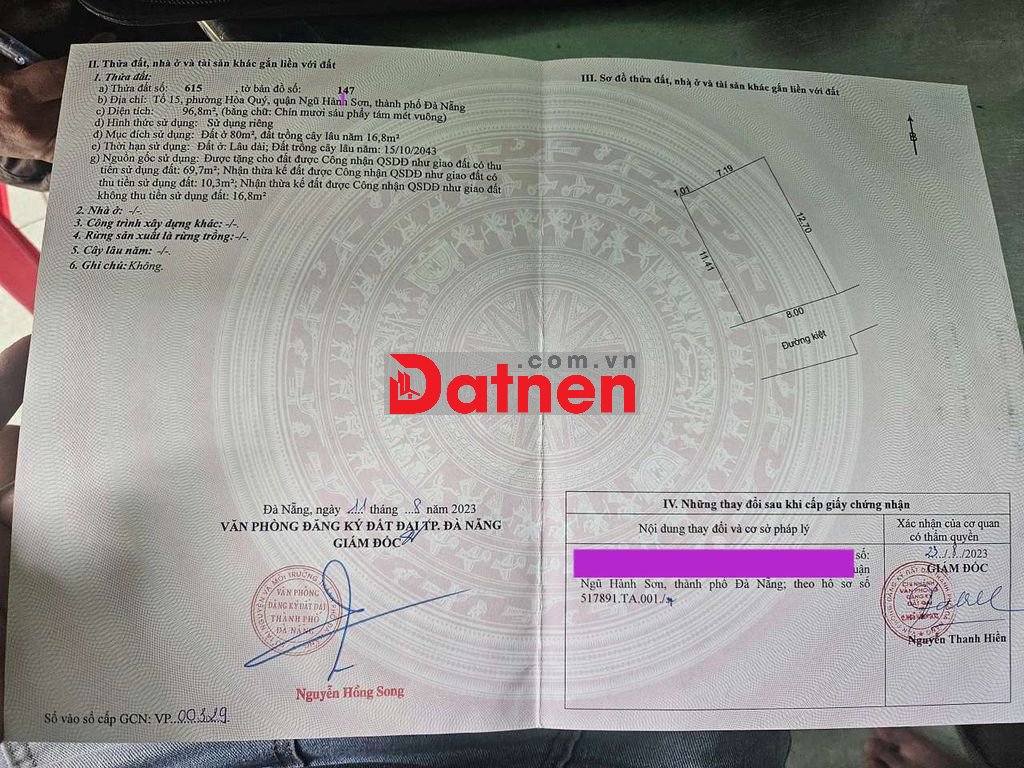 II. Thửa đất, nhà ở và tài sản khác gắn liền với đất
1. Thửa đất:
a) Thửa đất số: 615 , tờ bản đồ số: 147
b) Địa chỉ: Tổ 15, phường Hòa Quý, quận Ngũ Hành Sơn, thành phố Đà Nẵng
c) Diện tích: 96,8m², (bằng chữ: Chín mươi sáu phẩy tám mét vuông)
d) Hình thức sử dụng: Sử dụng riêng
đ) Mục đích sử dụng: Đất ở 80m², đất trồng cây lâu năm 16,8m²
e) Thời hạn sử dụng: Đất ở: Lâu dài; Đất trồng cây lâu năm: 15/10/2043
g) Nguồn gốc sử dụng: Được tặng cho đất được Công nhận QSDĐ như giao đất có thu
tiền sử dụng đất: 69,7m²; Nhận thừa kế đất được Công nhận QSDĐ như giao đất có
thu tiền sử dụng đất: 10,3m²; Nhận thừa kế đất được Công nhận QSDĐ như giao đất
không thu tiền sử dụng đất: 16,8m²
2. Nhà ở: -/-.
3. Công trình xây dựng khác: -/-.
4. Rừng sản xuất là rừng trồng: -/-.
5. Cây lâu năm: -/-.
6. Ghi chú: Không.
Đà Nẵng, ngày 11 tháng 8 năm 2023
VĂN PHÒNG ĐĂNG KÝ ĐẤT ĐAI TP. ĐÀ NẴNG
GIÁM ĐỐC
VĂN PHÒNG
ĐĂNG KÝ ĐẤT ĐAI
THÀNH PHỐ
ĐÀ NẴNG
Nguyễn Hồng Song
Số vào sổ cấp GCN: VP..00329
III. Sơ đồ thửa đất, nhà ở và tài sản khác gắn liền với đất
B
1.01
7.19
12.70
11.41
8.00
Đường kiệt
.com.vn
Datnen
IV. Những thay đổi sau khi cấp giấy chứng nhận
Nội dung thay đổi và cơ sở pháp lý
Xác nhận của cơ quan
có thẩm quyền
số:
Ngũ Hành Sơn, thành phố Đà Nẵng; theo hồ sơ số
517891.TA.001./.
23/8/2023
GIÁM ĐỐC
Nguyễn Thanh Hiền